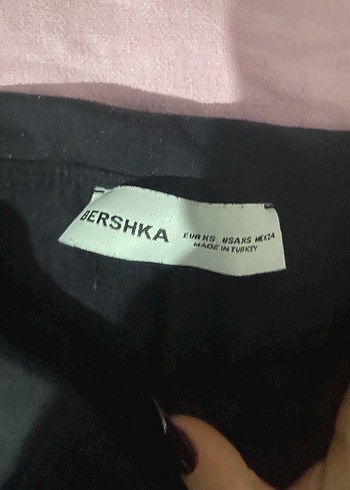 BERSHKA
EUR XS USA XS MEX 24
MADE IN TURKEY